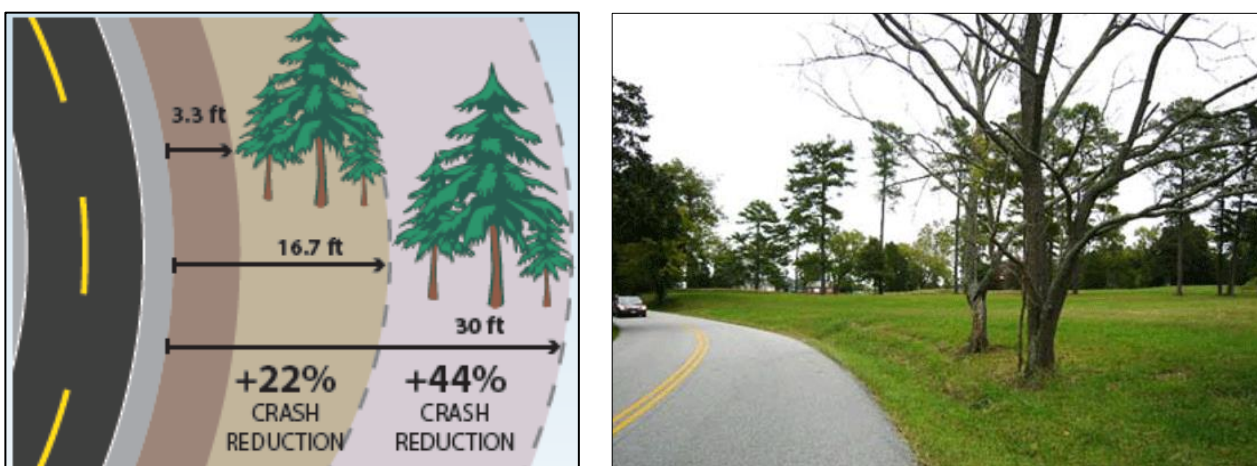 3.3 ft
16.7 ft
30 ft
+22%
CRASH
REDUCTION
+44%
CRASH
REDUCTION